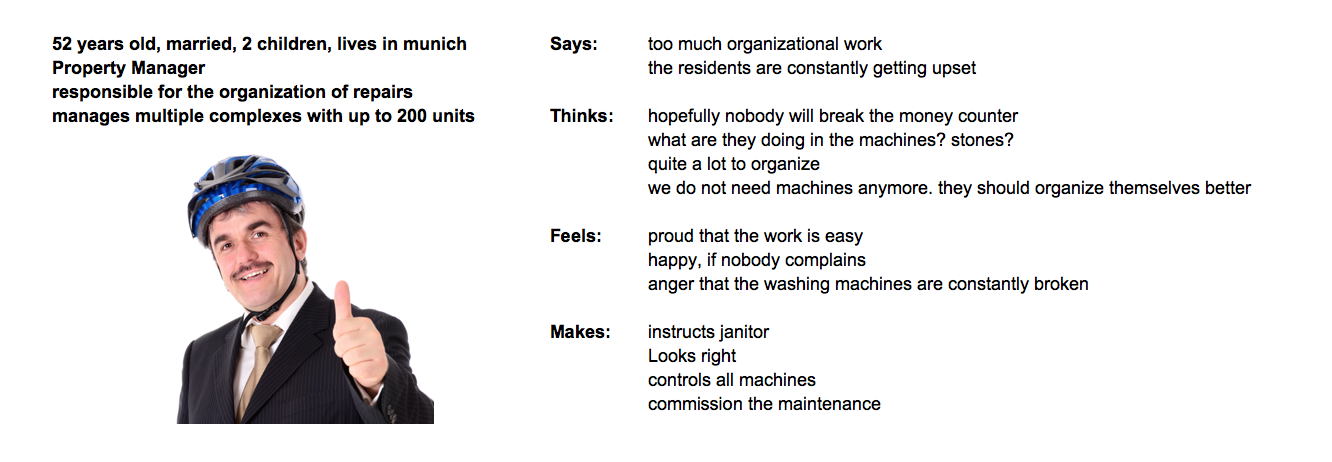 52 years old, married, 2 children, lives in munich
Property Manager
responsible for the organization of repairs
manages multiple complexes with up to 200 units
Says: too much organizational work
the residents are constantly getting upset
Thinks: hopefully nobody will break the money counter
what are they doing in the machines? stones?
quite a lot to organize
we do not need machines anymore. they should organize themselves better
Feels: proud that the work is easy
happy, if nobody complains
anger that the washing machines are constantly broken
Makes: instructs janitor
Looks right
controls all machines
commission the maintenance